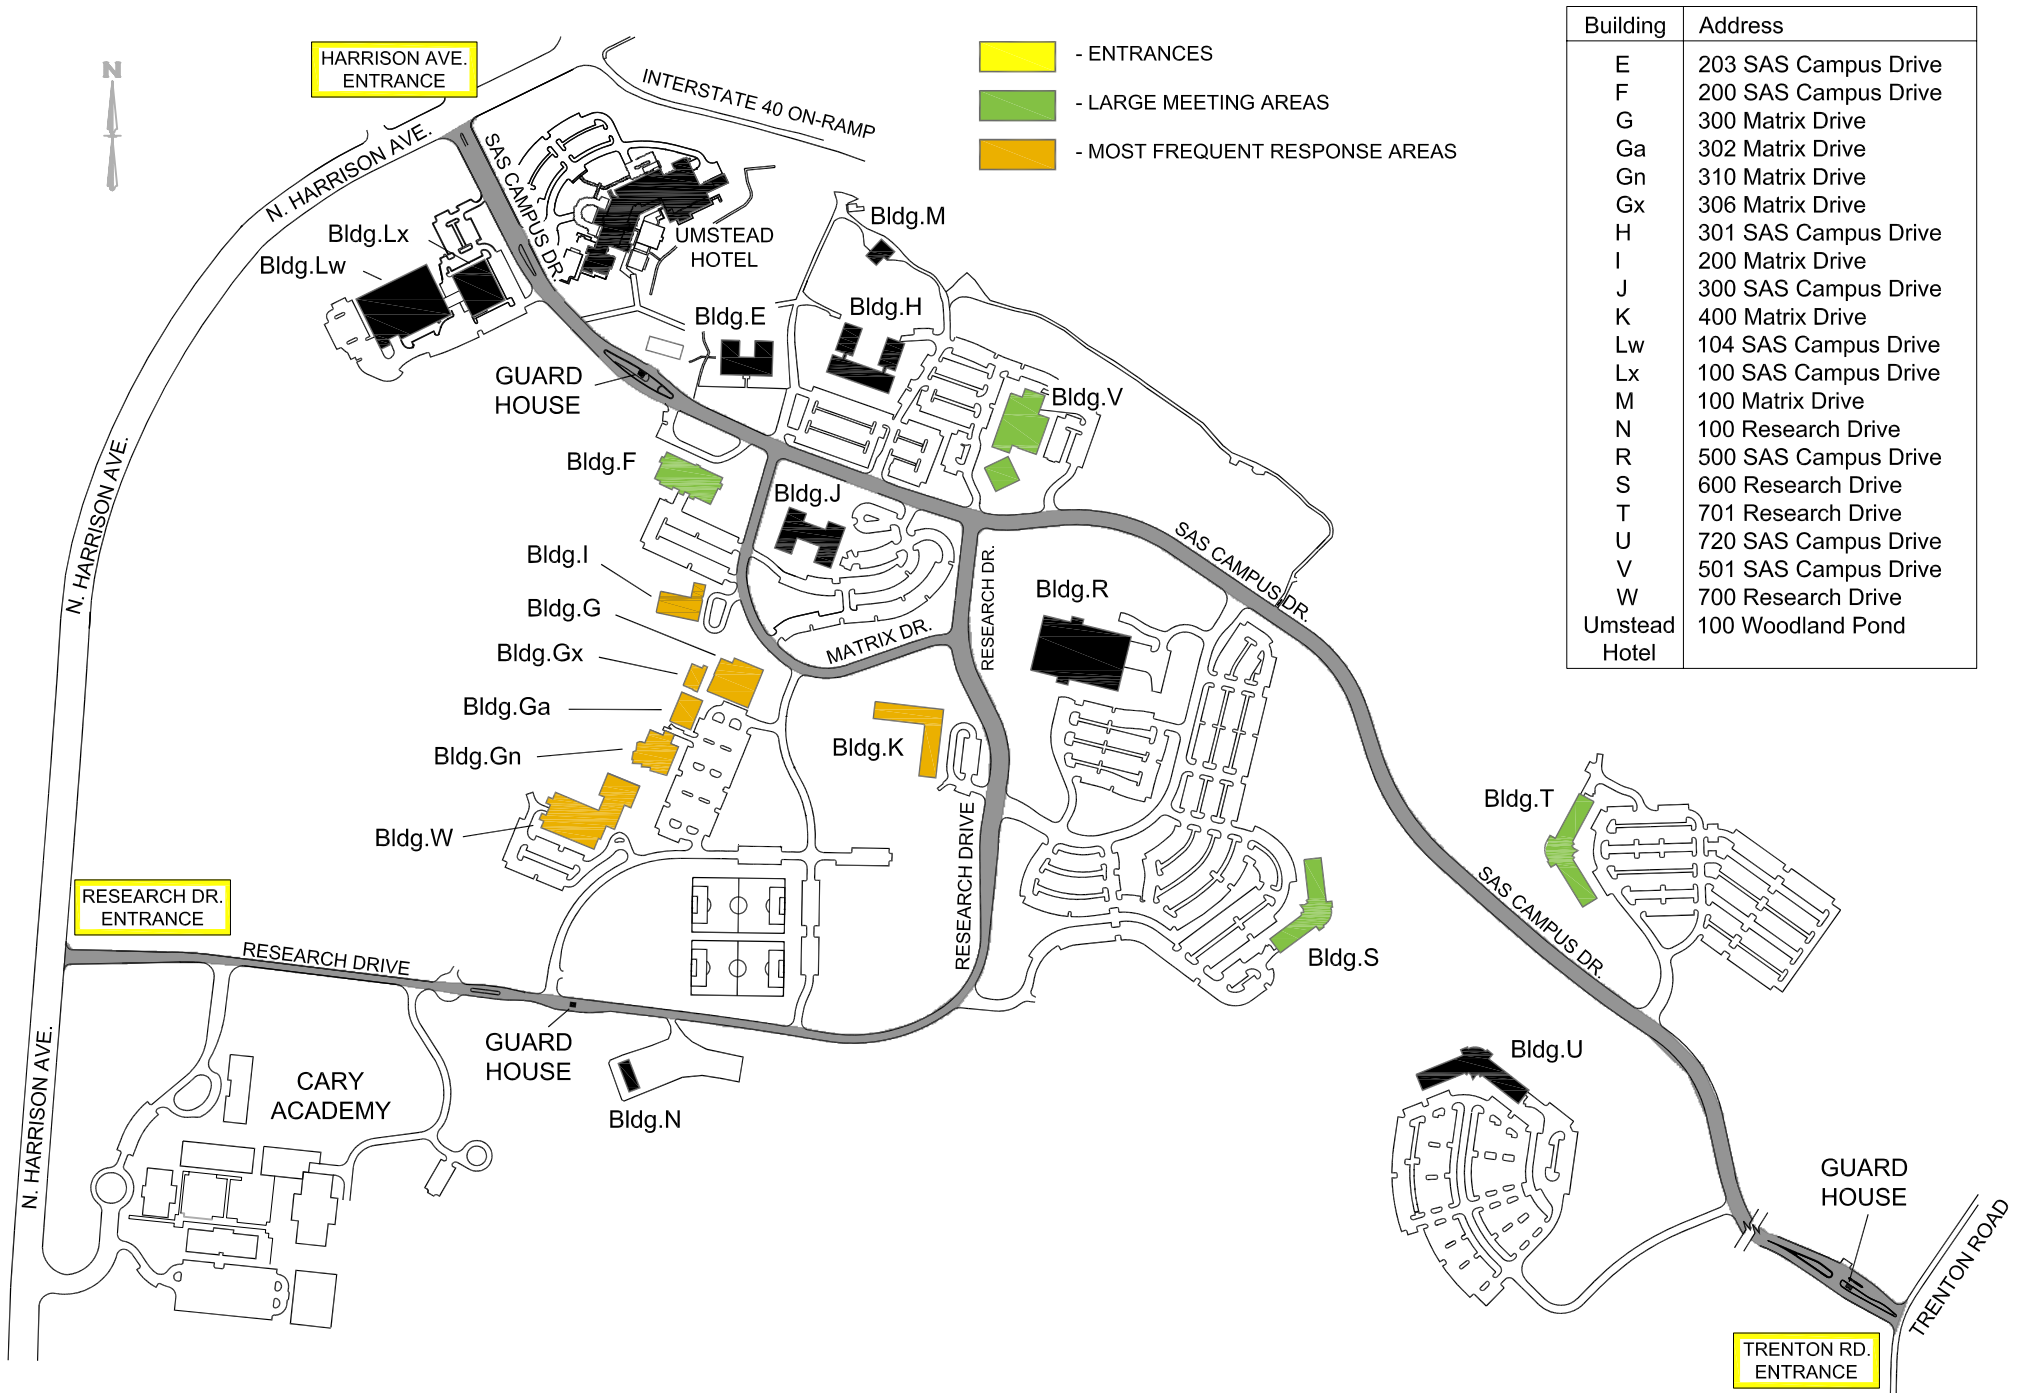 HARRISON AVE.
ENTRANCE
N
INTERSTATE 40 ON-RAMP
- ENTRANCES
- LARGE MEETING AREAS
- MOST FREQUENT RESPONSE AREAS
Building Address
E 203 SAS Campus Drive
F 200 SAS Campus Drive
G 300 Matrix Drive
Ga 302 Matrix Drive
Gn 310 Matrix Drive
Gx 306 Matrix Drive
H 301 SAS Campus Drive
I 200 Matrix Drive
J 300 SAS Campus Drive
K 400 Matrix Drive
Lw 104 SAS Campus Drive
Lx 100 SAS Campus Drive
M 100 Matrix Drive
N 100 Research Drive
R 500 SAS Campus Drive
S 600 Research Drive
T 701 Research Drive
U 720 SAS Campus Drive
V 501 SAS Campus Drive
W 700 Research Drive
Umstead 100 Woodland Pond
Hotel
N. HARRISON AVE.
SAS CAMPUS DR.
Bldg.Lx
Bldg.Lw
UMSTEAD
HOTEL
Bldg.M
Bldg.E
Bldg.H
GUARD
HOUSE
Bldg.V
Bldg.F
Bldg.J
N. HARRISON AVE.
SAS CAMPUS DR.
Bldg.I
Bldg.G
RESEARCH DR.
Bldg.R
MATRIX DR.
Bldg.Gx
Bldg.Ga
Bldg.K
Bldg.Gn
Bldg.W
Bldg.T
RESEARCH DRIVE
SAS CAMPUS DR.
RESEARCH DR.
ENTRANCE
RESEARCH DRIVE
Bldg.S
GUARD
HOUSE
Bldg.U
N. HARRISON AVE.
CARY
ACADEMY
Bldg.N
GUARD
HOUSE
TRENTON ROAD
TRENTON RD.
ENTRANCE